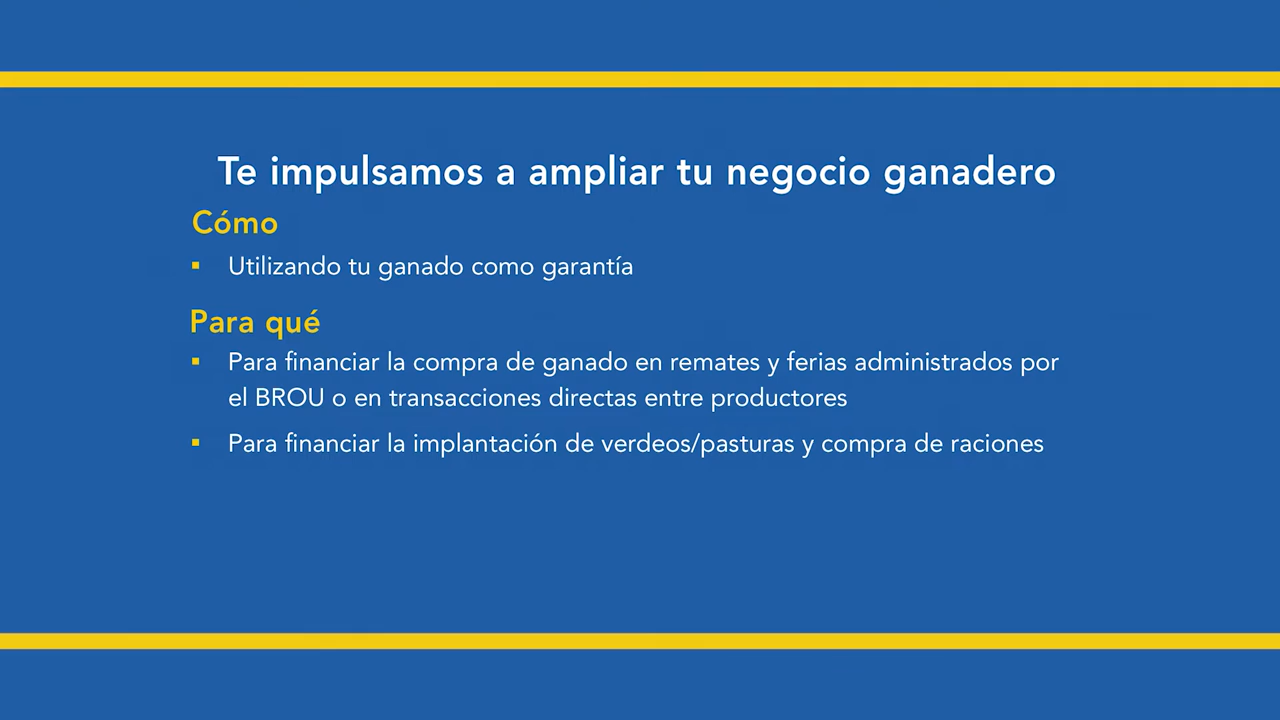 Te impulsamos a ampliar tu negocio ganadero
Cómo
▪ Utilizando tu ganado como garantía
Para qué
▪ Para financiar la compra de ganado en remates y ferias administrados por
el BROU o en transacciones directas entre productores
▪ Para financiar la implantación de verdeos/pasturas y compra de raciones